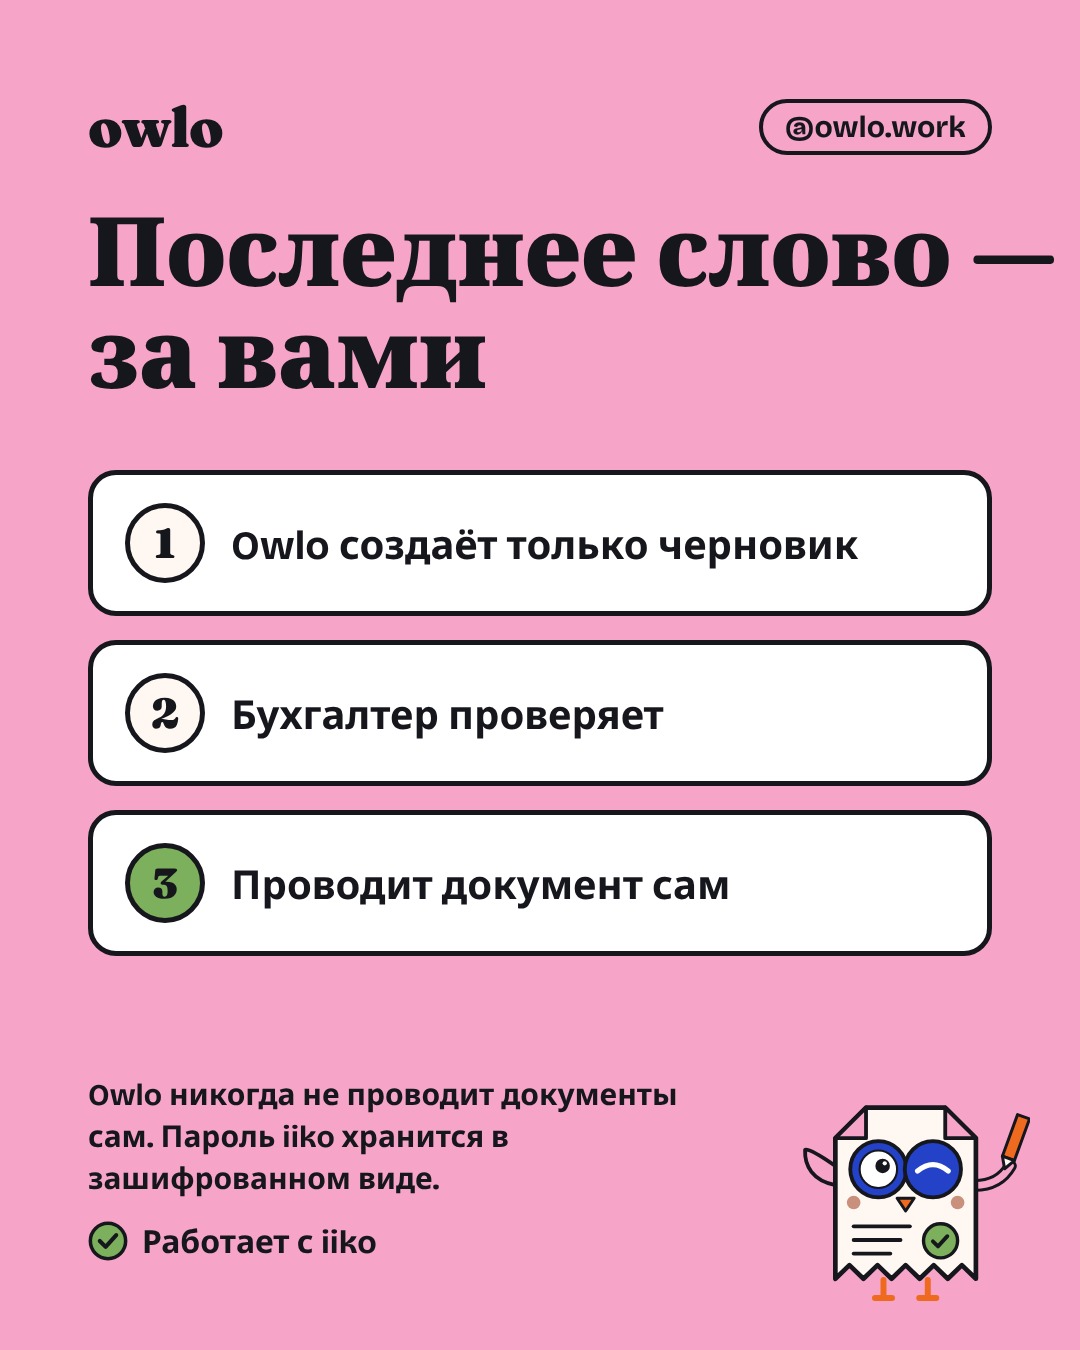 owlo
@owlo.work
Последнее слово —
за вами
1 Owlo создаёт только черновик
2 Бухгалтер проверяет
3 Проводит документ сам
Owlo никогда не проводит документы
сам. Пароль iiko хранится в
зашифрованном виде.
Работает с iiko